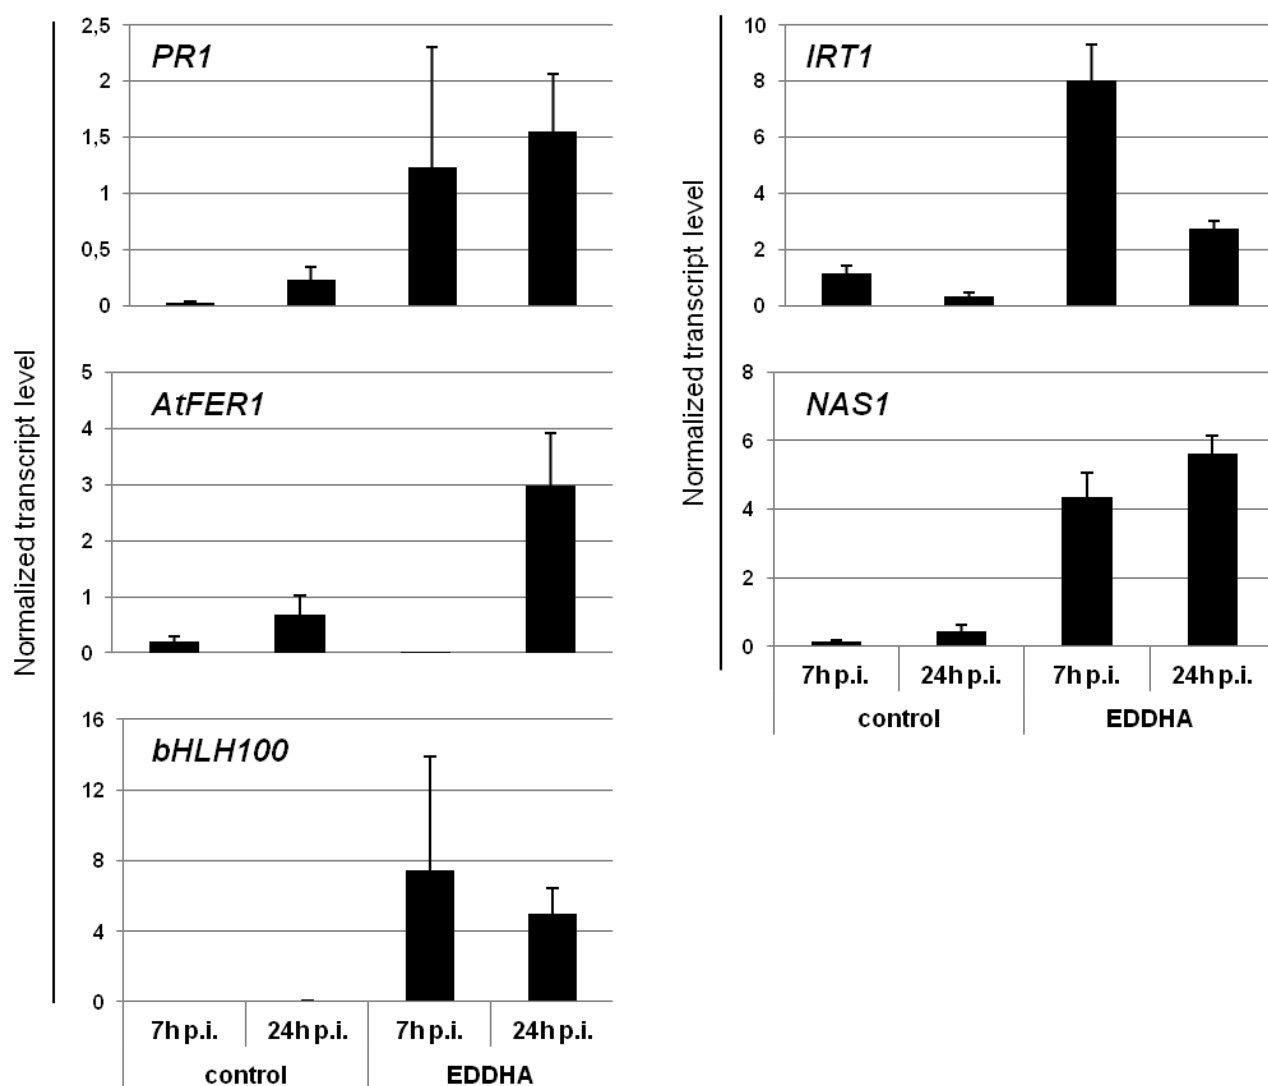 Normalized transcript level
PR1
2,5
2
1,5
1
0,5
0
AtFER1
5
4
3
2
1
0
bHLH100
16
12
8
4
0
7h p.i. 24h p.i. 7h p.i. 24h p.i.
control EDDHA
Normalized transcript level
IRT1
10
8
6
4
2
0
NAS1
8
6
4
2
0
7h p.i. 24h p.i. 7h p.i. 24h p.i.
control EDDHA